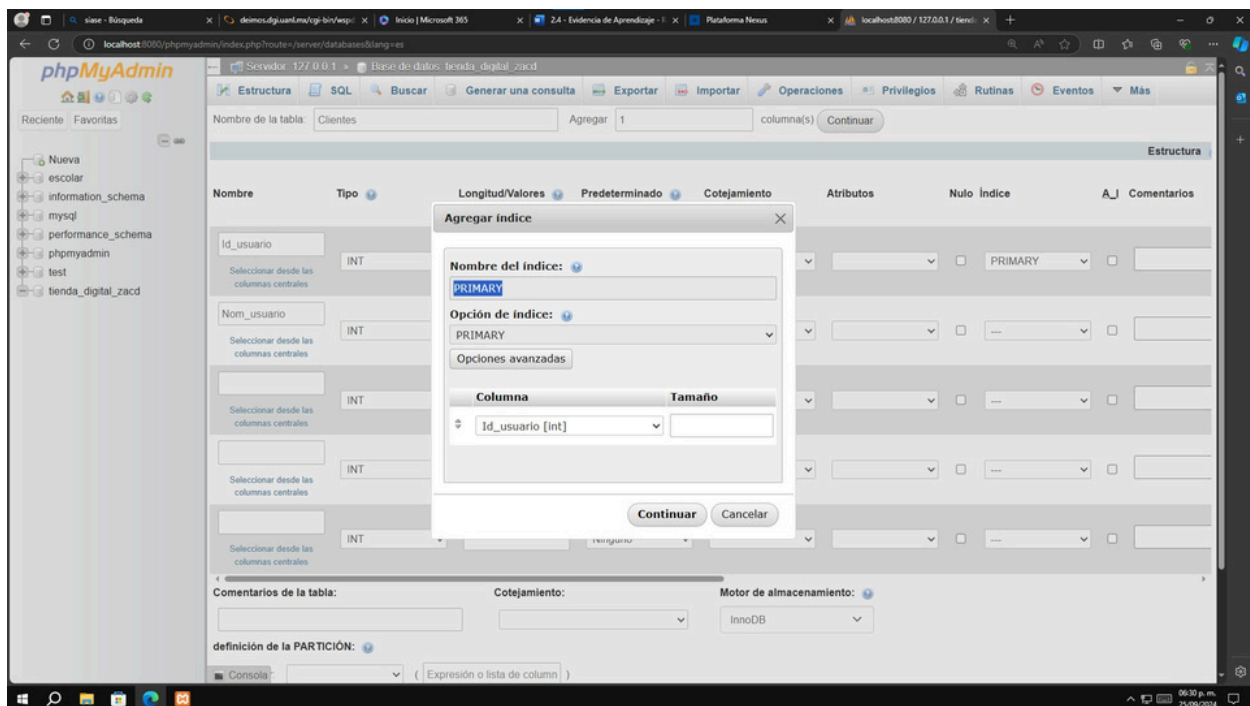 siase - Búsqueda
deimos.dgi.uanl.mx/cgi-bin/wspd
Inicio | Microsoft 365
2.4 - Evidencia de Aprendizaje - 
Plataforma Nexus
localhost:8080 / 127.0.0.1 / tiend
localhost:8080/phpmyadmin/index.php?route=/server/databases&lang=es
phpMyAdmin
Reciente Favoritas
Nueva
escolar
information_schema
mysql
performance_schema
phpmyadmin
test
tienda_digital_zacd
Servidor: 127.0.0.1 » Base de datos: tienda_digital_zacd
Estructura SQL Buscar Generar una consulta Exportar Importar Operaciones Privilegios Rutinas Eventos Más
Nombre de la tabla: Clientes Agregar 1 columna(s) Continuar
Estructura
Nombre Tipo Longitud/Valores Predeterminado Cotejamiento Atributos Nulo Índice A_I Comentarios
Id_usuario
INT PRIMARY
Seleccionar desde las
columnas centrales
Nom_usuario
INT ---
Seleccionar desde las
columnas centrales
INT ---
Seleccionar desde las
columnas centrales
INT ---
Seleccionar desde las
columnas centrales
INT Ninguno ---
Seleccionar desde las
columnas centrales
Agregar índice
Nombre del índice:
PRIMARY
Opción de índice:
PRIMARY
Opciones avanzadas
Columna Tamaño
Id_usuario [int]
Continuar Cancelar
Comentarios de la tabla: Cotejamiento: Motor de almacenamiento:
InnoDB
definición de la PARTICIÓN:
Consola ( Expresión o lista de column )
06:30 p. m.
25/09/2024